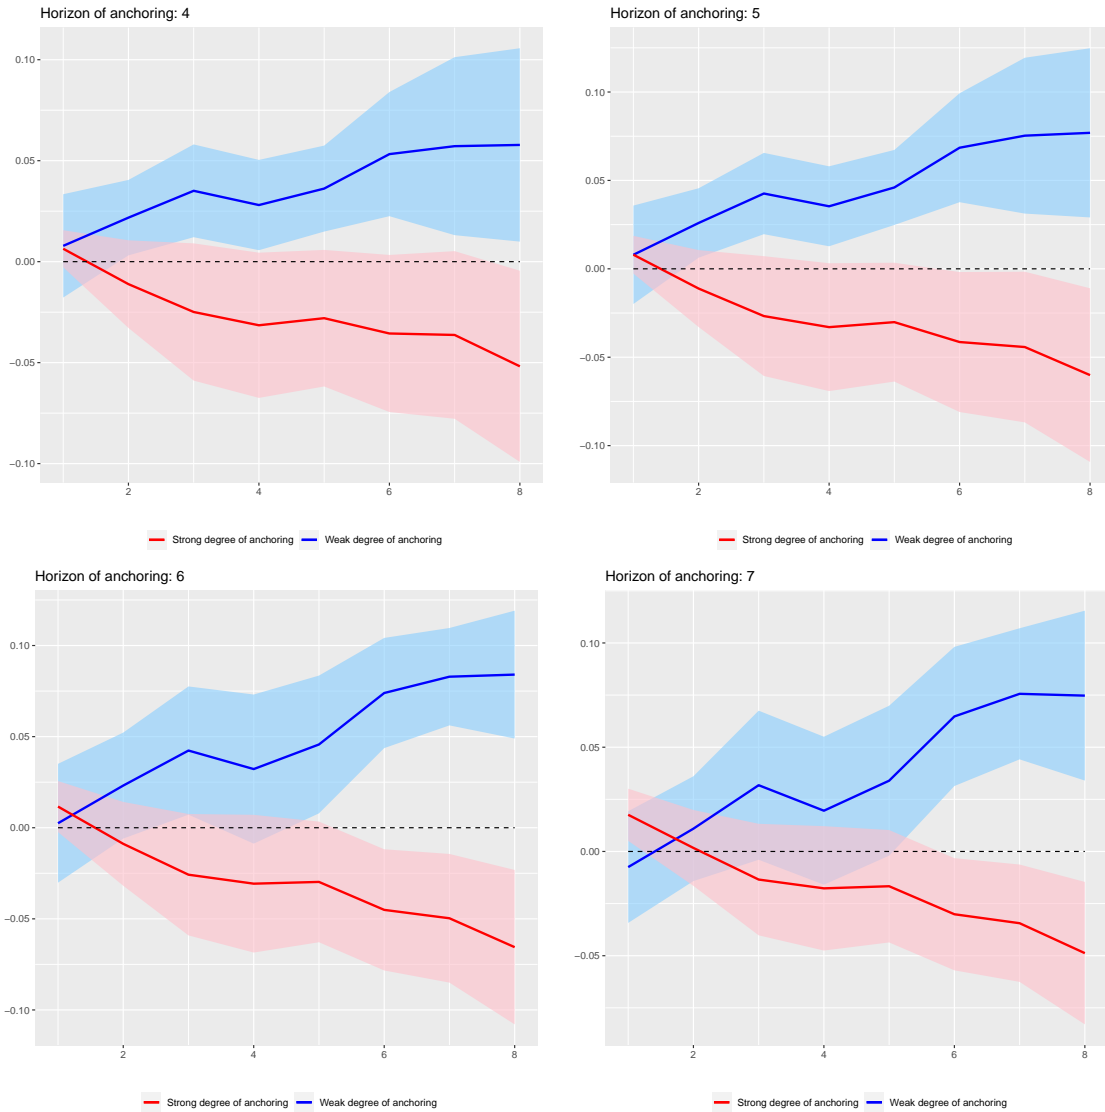 Horizon of anchoring: 4
0.10
0.05
0.00
−0.05
−0.10
2 4 6 8
Strong degree of anchoring Weak degree of anchoring
Horizon of anchoring: 5
0.10
0.05
0.00
−0.05
−0.10
2 4 6 8
Strong degree of anchoring Weak degree of anchoring
Horizon of anchoring: 6
0.10
0.05
0.00
−0.05
−0.10
2 4 6 8
Strong degree of anchoring Weak degree of anchoring
Horizon of anchoring: 7
0.10
0.05
0.00
−0.05
2 4 6 8
Strong degree of anchoring Weak degree of anchoring